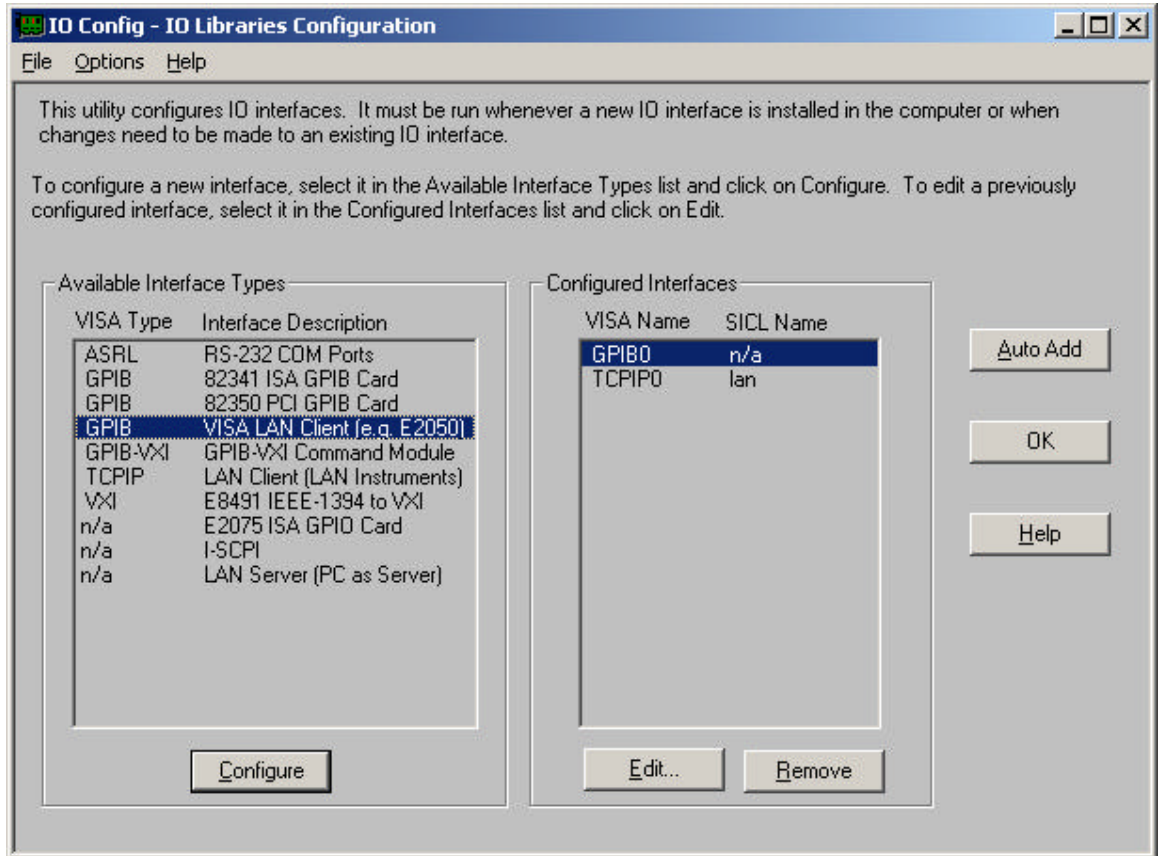 IO Config - IO Libraries Configuration
File Options Help
This utility configures IO interfaces. It must be run whenever a new IO interface is installed in the computer or when
changes need to be made to an existing IO interface.
To configure a new interface, select it in the Available Interface Types list and click on Configure. To edit a previously
configured interface, select it in the Configured Interfaces list and click on Edit.
Available Interface Types
VISA Type Interface Description
ASRL RS-232 COM Ports
GPIB 82341 ISA GPIB Card
GPIB 82350 PCI GPIB Card
GPIB VISA LAN Client (e.g. E2050)
GPIB-VXI GPIB-VXI Command Module
TCPIP LAN Client (LAN Instruments)
VXI E8491 IEEE-1394 to VXI
n/a E2075 ISA GPIO Card
n/a I-SCPI
n/a LAN Server (PC as Server)
Configure
Configured Interfaces
VISA Name SICL Name
GPIB0 n/a
TCPIP0 lan
Edit... Remove
Auto Add
OK
Help